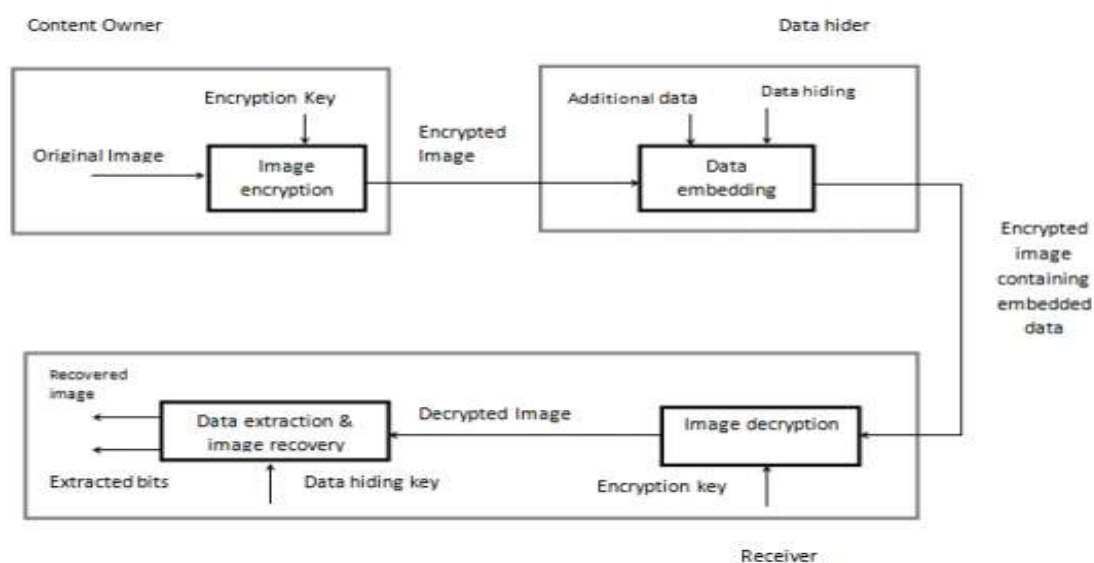 Content Owner
Data hider
Encryption Key
Original Image
Image
encryption
Encrypted
Image
Additional data
Data hiding
Data
embedding
Encrypted
image
containing
embedded
data
Recovered
image
Data extraction &
image recovery
Decrypted Image
Image decryption
Extracted bits
Data hiding key
Encryption key
Receiver